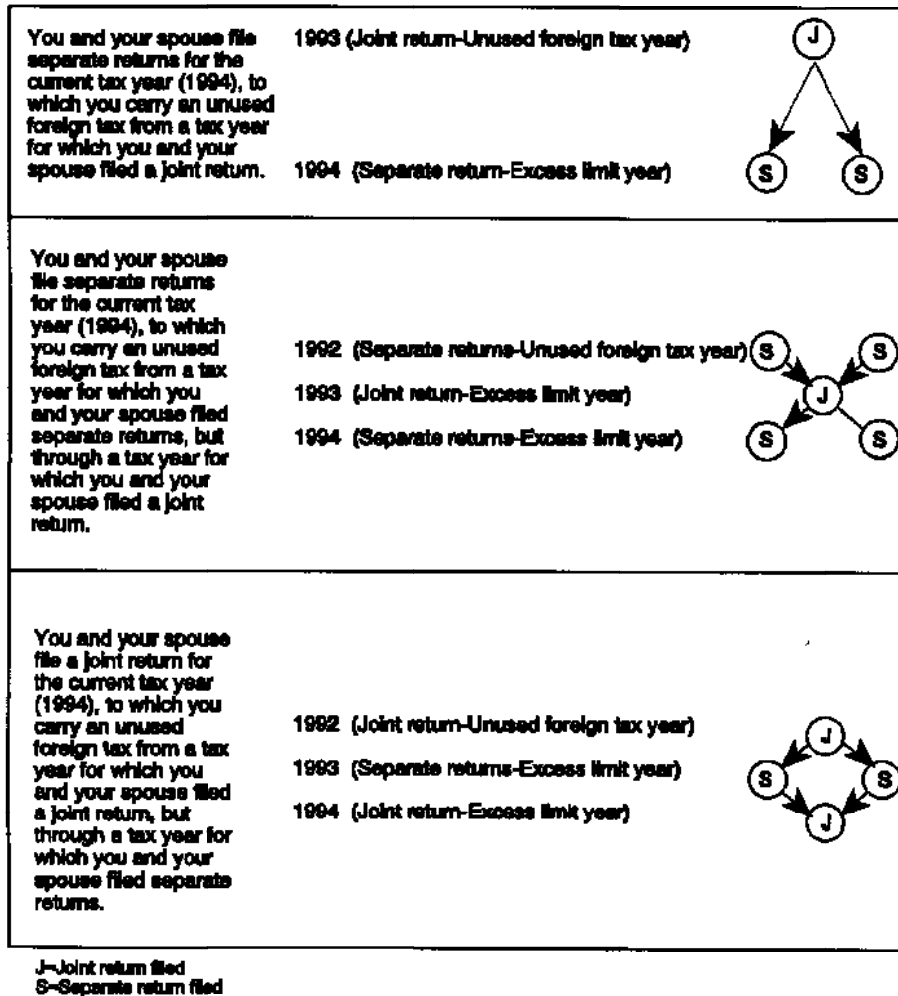 You and your spouse file
separate returns for the
current tax year (1994), to
which you carry an unused
foreign tax from a tax year
for which you and your
spouse filed a joint return.
1993 (Joint return-Unused foreign tax year)
J
1994 (Separate return-Excess limit year)
S
S
You and your spouse
file separate returns
for the current tax
year (1994), to which
you carry an unused
foreign tax from a tax
year for which you
and your spouse filed
separate returns, but
through a tax year for
which you and your
spouse filed a joint
return.
1992 (Separate returns-Unused foreign tax year)
S
S
1993 (Joint return-Excess limit year)
J
1994 (Separate returns-Excess limit year)
S
S
You and your spouse
file a joint return for
the current tax year
(1994), to which you
carry an unused
foreign tax from a tax
year for which you
and your spouse filed
a joint return, but
through a tax year for
which you and your
spouse filed separate
returns.
1992 (Joint return-Unused foreign tax year)
J
1993 (Separate returns-Excess limit year)
S
S
1994 (Joint return-Excess limit year)
J
J=Joint return filed
S=Separate return filed